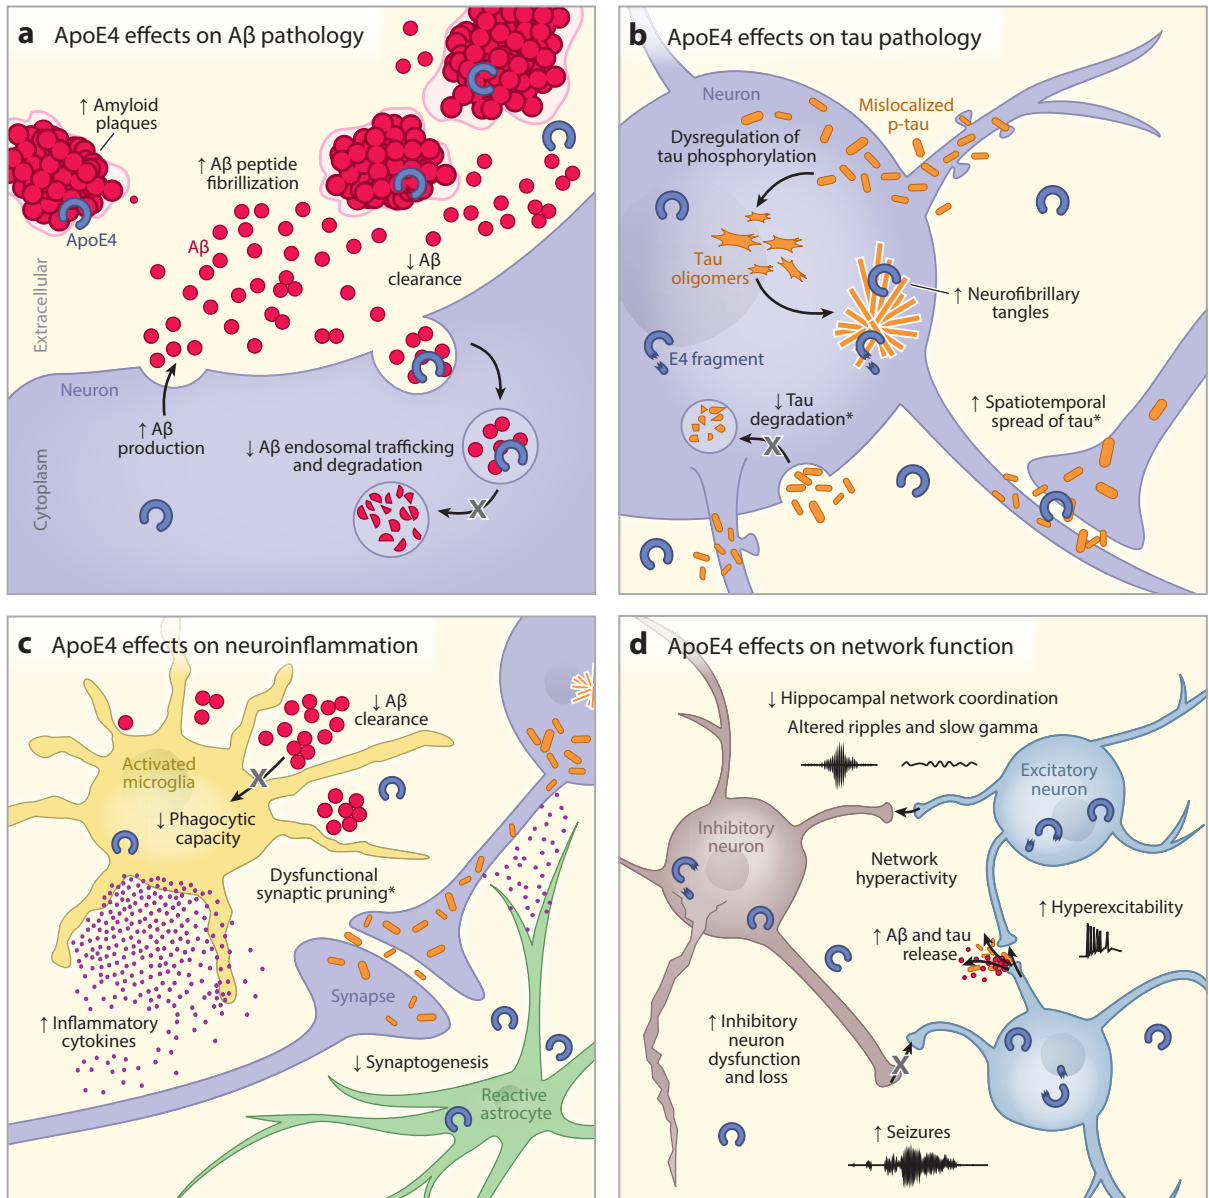 a ApoE4 effects on Aβ pathology
↑ Amyloid
plaques
↑ Aβ peptide
fibrillization
ApoE4
Aβ
↓ Aβ
clearance
Extracellular
Neuron
↑ Aβ
production
↓ Aβ endosomal trafficking
and degradation
X
Cytoplasm
b ApoE4 effects on tau pathology
Neuron
Mislocalized
p-tau
Dysregulation of
tau phosphorylation
Tau
oligomers
↑ Neurofibrillary
tangles
E4 fragment
↓ Tau
degradation*
X
↑ Spatiotemporal
spread of tau*
c ApoE4 effects on neuroinflammation
↓ Aβ
clearance
Activated
microglia
X
↓ Phagocytic
capacity
Dysfunctional
synaptic pruning*
Synapse
↑ Inflammatory
cytokines
↓ Synaptogenesis
Reactive
astrocyte
d ApoE4 effects on network function
↓ Hippocampal network coordination
Altered ripples and slow gamma
Excitatory
neuron
Inhibitory
neuron
Network
hyperactivity
↑ Hyperexcitability
↑ Aβ and tau
release
↑ Inhibitory
neuron
dysfunction
and loss
X
↑ Seizures